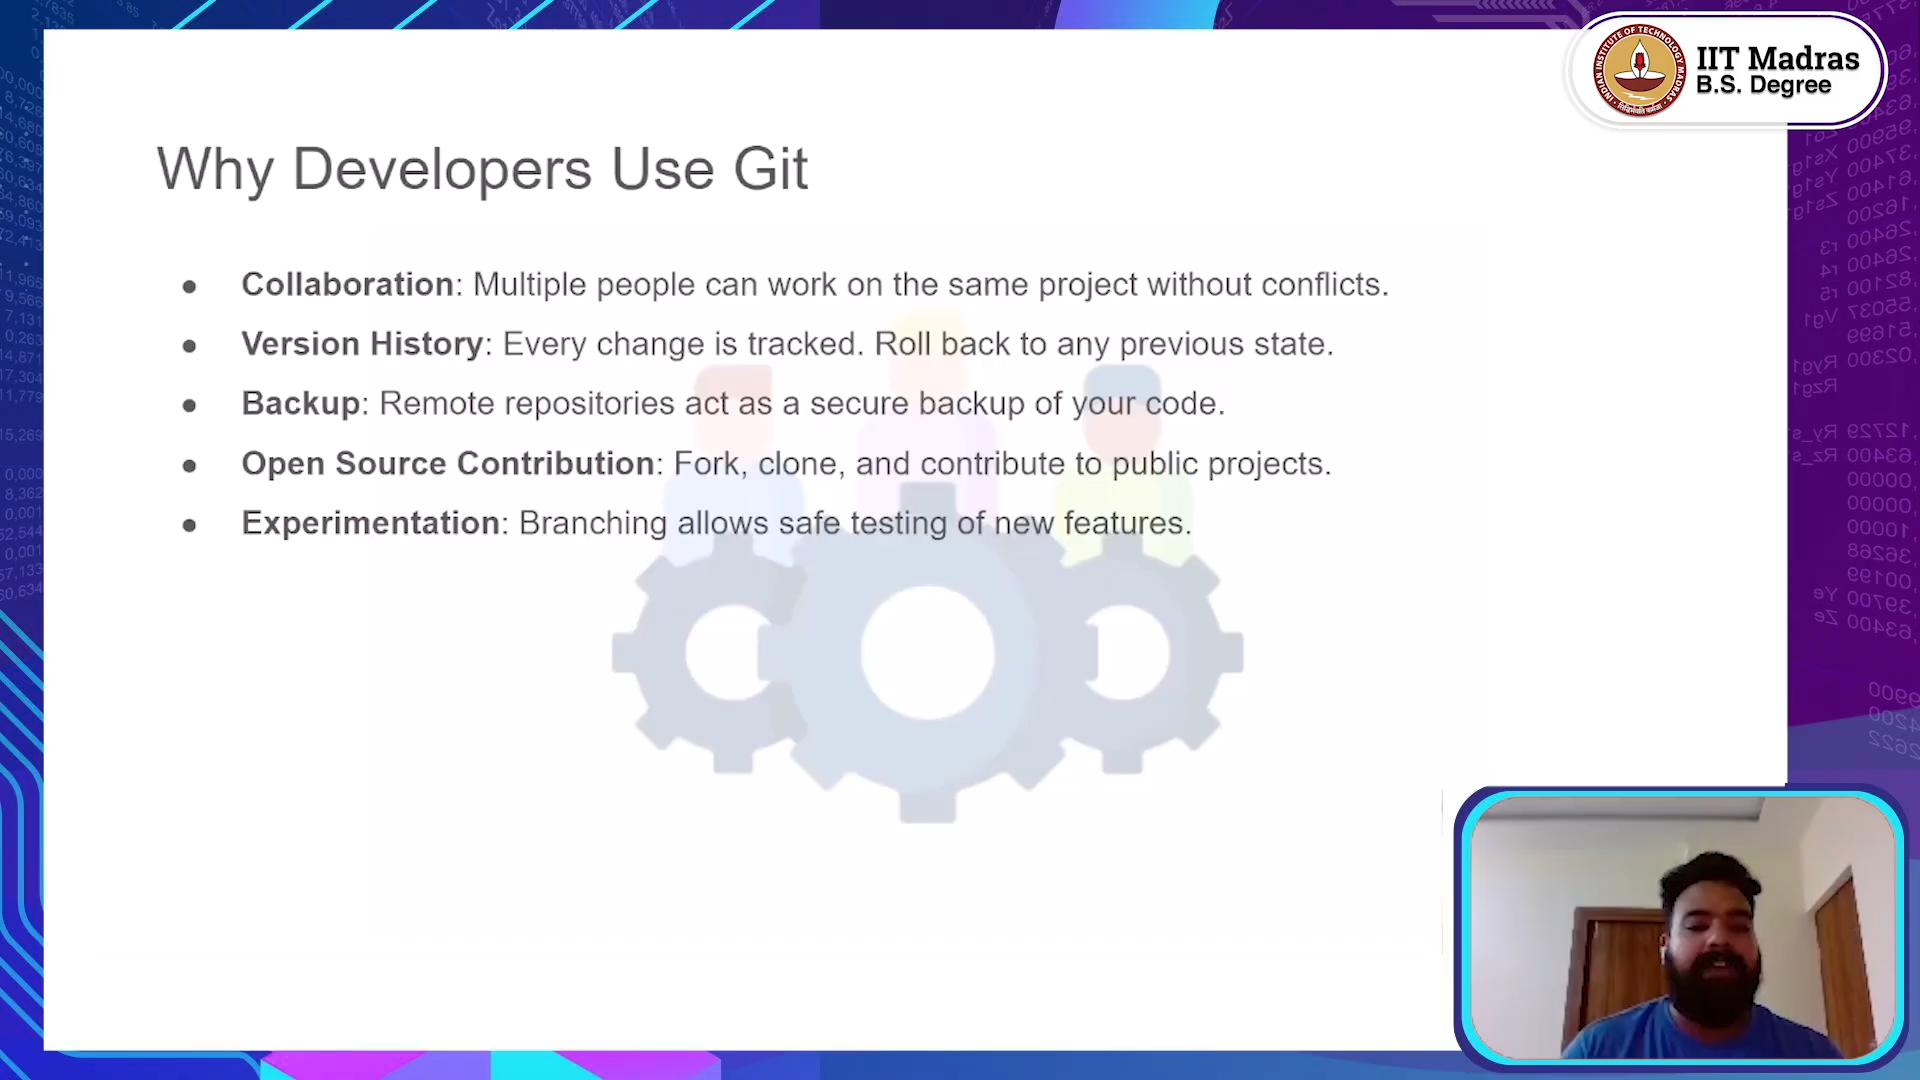 IIT Madras
B.S. Degree
Why Developers Use Git
● Collaboration: Multiple people can work on the same project without conflicts.
● Version History: Every change is tracked. Roll back to any previous state.
● Backup: Remote repositories act as a secure backup of your code.
● Open Source Contribution: Fork, clone, and contribute to public projects.
● Experimentation: Branching allows safe testing of new features.